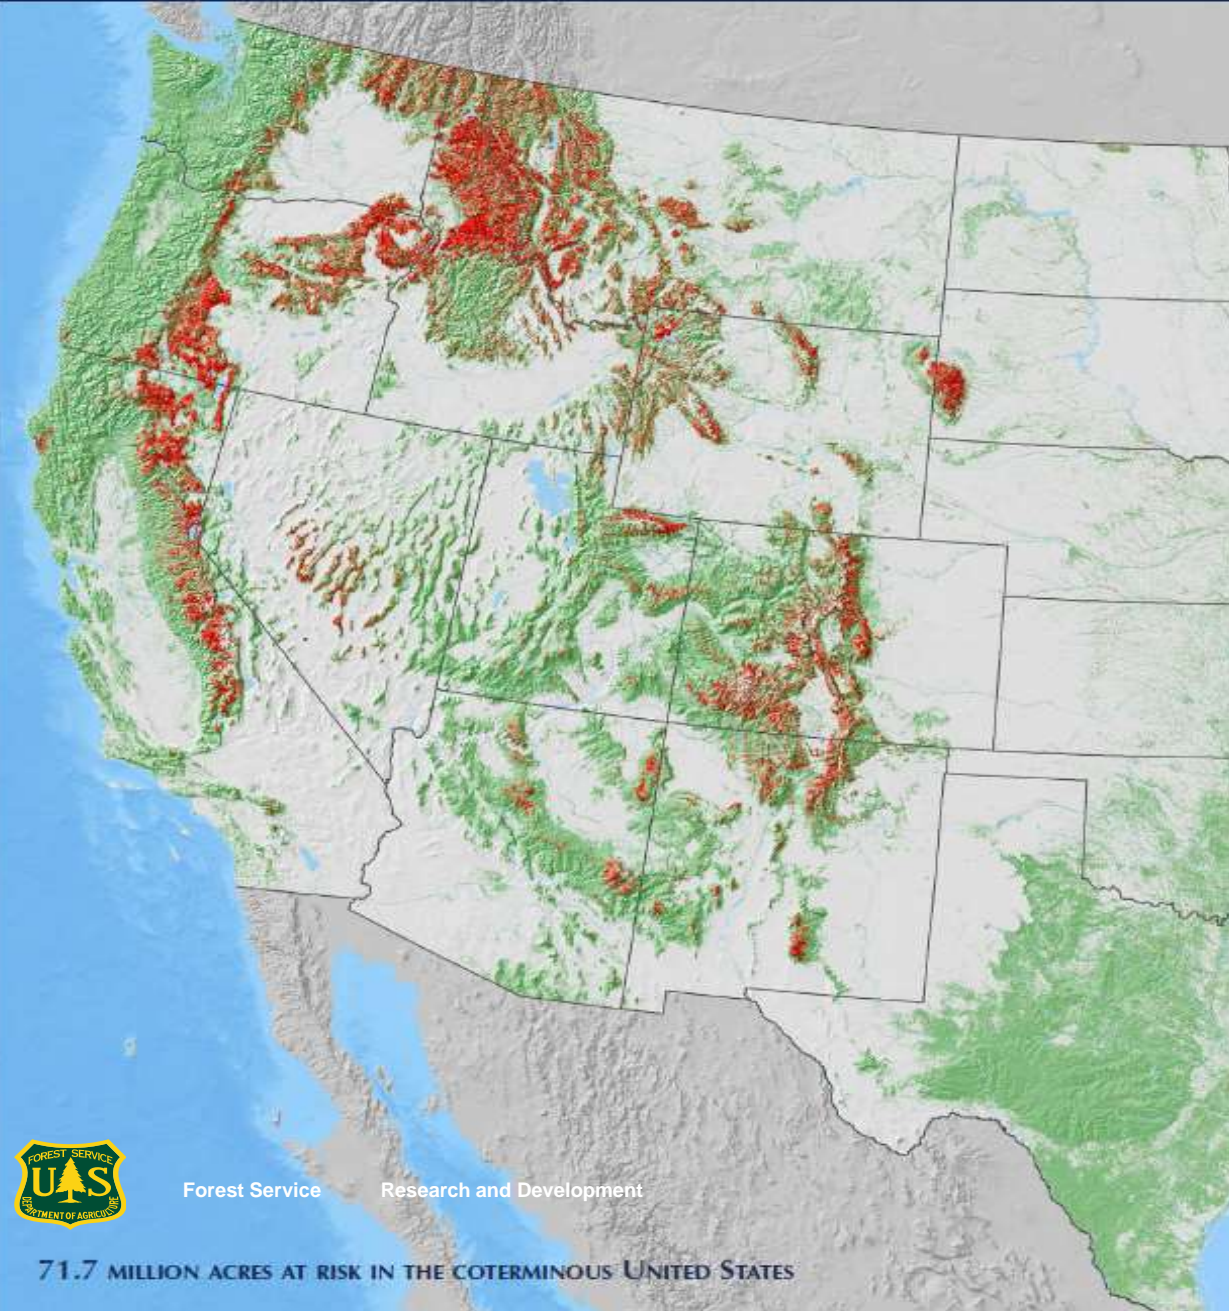 FOREST SERVICE
U S
DEPARTMENT OF AGRICULTURE
Forest Service Research and Development
71.7 MILLION ACRES AT RISK IN THE COTERMINOUS UNITED STATES